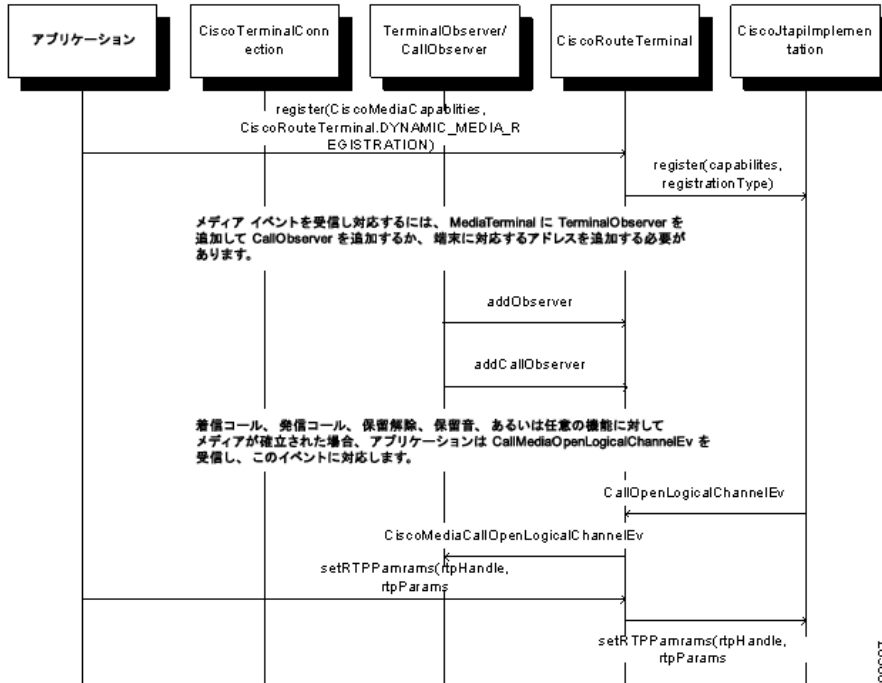 アプリケーション
CiscoTerminalConn
ection
TerminalObserver/
CallObserver
CiscoRouteTerminal
CiscoJtapiImplemen
tation
register(CiscoMediaCapablities,
CiscoRouteTerminal.DYNAMIC_MEDIA_R
EGISTRATION)
register(capabilites,
registrationType)
メディア イベントを受信し対応するには、 MediaTerminal に TerminalObserver を
追加して CallObserver を追加するか、 端末に対応するアドレスを追加する必要が
あります。
addObserver
addCallObserver
着信コール、 発信コール、 保留解除、 保留音、 あるいは任意の機能に対して
メディアが確立された場合、 アプリケーションは CallMediaOpenLogicalChannelEv を
受信し、 このイベントに対応します。
CallOpenLogicalChannelEv
CiscoMediaCallOpenLogicalChannelEv
setRTPPamrams(rtpHandle,
rtpParams
setRTPPamrams(rtpHandle,
rtpParams